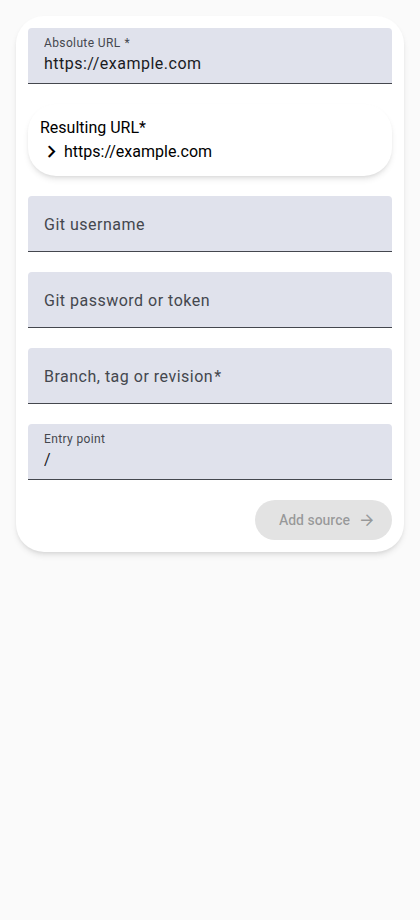 Absolute URL *
https://example.com
Resulting URL*
https://example.com
Git username
Git password or token
Branch, tag or revision*
Entry point
/
Add source